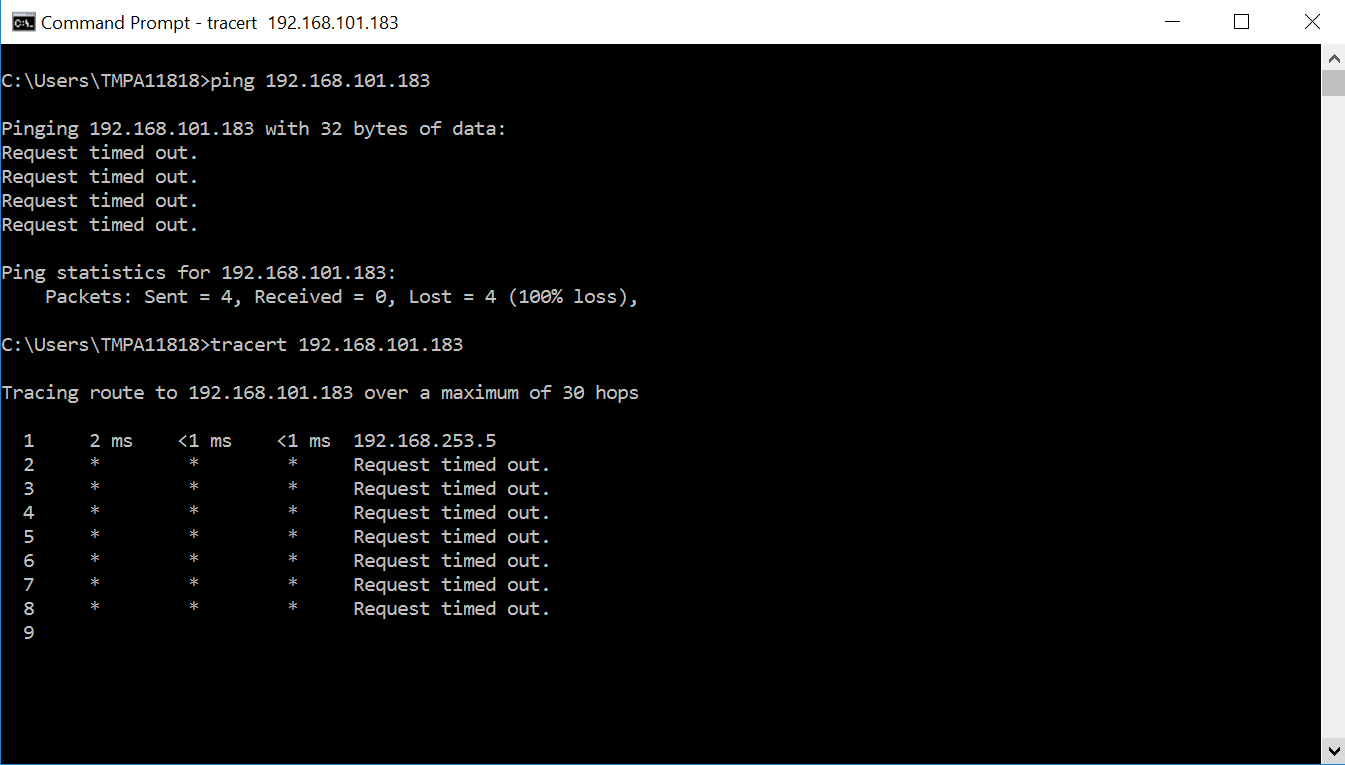 Command Prompt - tracert  192.168.101.183
C:\Users\TMPA11818>ping 192.168.101.183
Pinging 192.168.101.183 with 32 bytes of data:
Request timed out.
Request timed out.
Request timed out.
Request timed out.
Ping statistics for 192.168.101.183:
    Packets: Sent = 4, Received = 0, Lost = 4 (100% loss),
C:\Users\TMPA11818>tracert 192.168.101.183
Tracing route to 192.168.101.183 over a maximum of 30 hops
  1     2 ms    <1 ms    <1 ms  192.168.253.5
  2     *        *        *     Request timed out.
  3     *        *        *     Request timed out.
  4     *        *        *     Request timed out.
  5     *        *        *     Request timed out.
  6     *        *        *     Request timed out.
  7     *        *        *     Request timed out.
  8     *        *        *     Request timed out.
  9